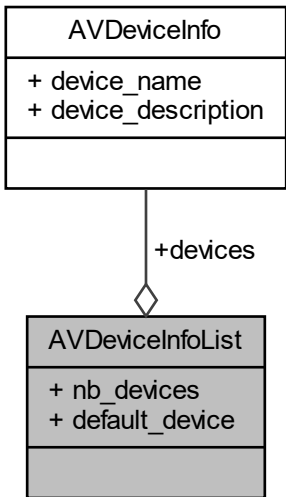 AVDeviceInfo
+ device_name
+ device_description
+devices
AVDeviceInfoList
+ nb_devices
+ default_device